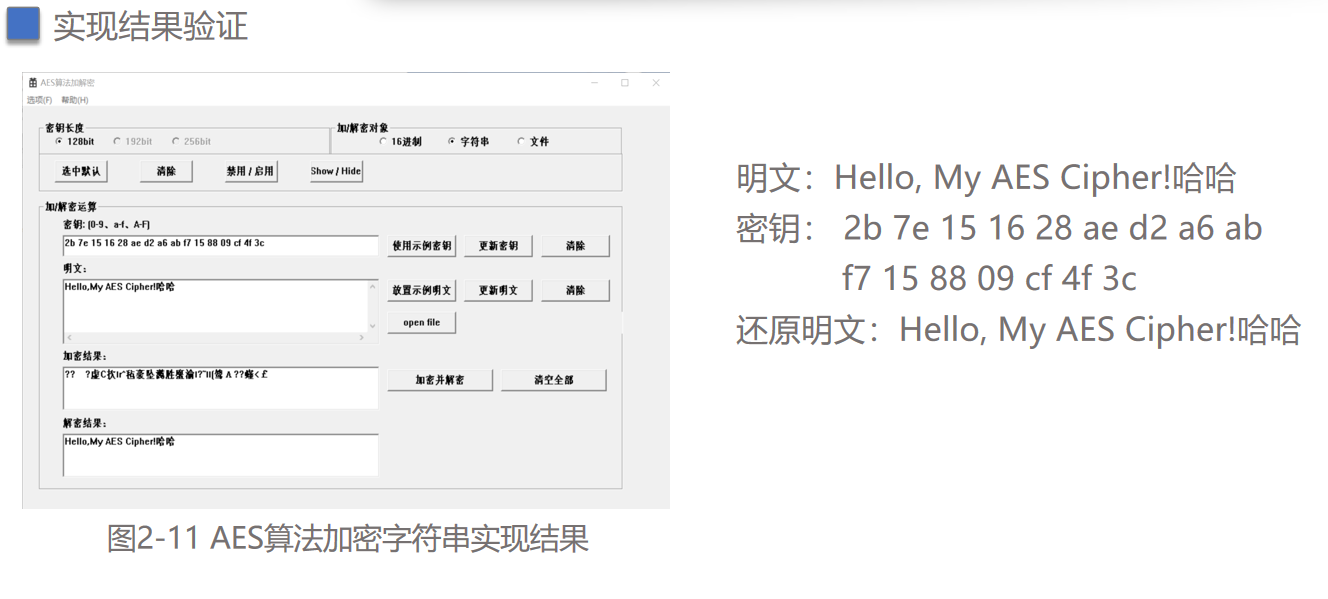 实现结果验证
AES算法加解密
选项(F) 帮助(H)
密钥长度
128bit 192bit 256bit
加/解密对象
16进制 字符串 文件
选中默认 清除 禁用 / 启用 Show / Hide
加/解密运算
密钥: (0-9、a-f、A-F)
2b 7e 15 16 28 ae d2 a6 ab f7 15 88 09 cf 4f 3c
使用示例密钥 更新密钥 清除
明文:
Hello,My AES Cipher!哈哈
放置示例明文 更新明文 清除
open file
加密结果:
加密并解密 清空全部
解密结果:
Hello,My AES Cipher!哈哈
图2-11 AES算法加密字符串实现结果
明文：Hello, My AES Cipher!哈哈
密钥： 2b 7e 15 16 28 ae d2 a6 ab
f7 15 88 09 cf 4f 3c
还原明文：Hello, My AES Cipher!哈哈